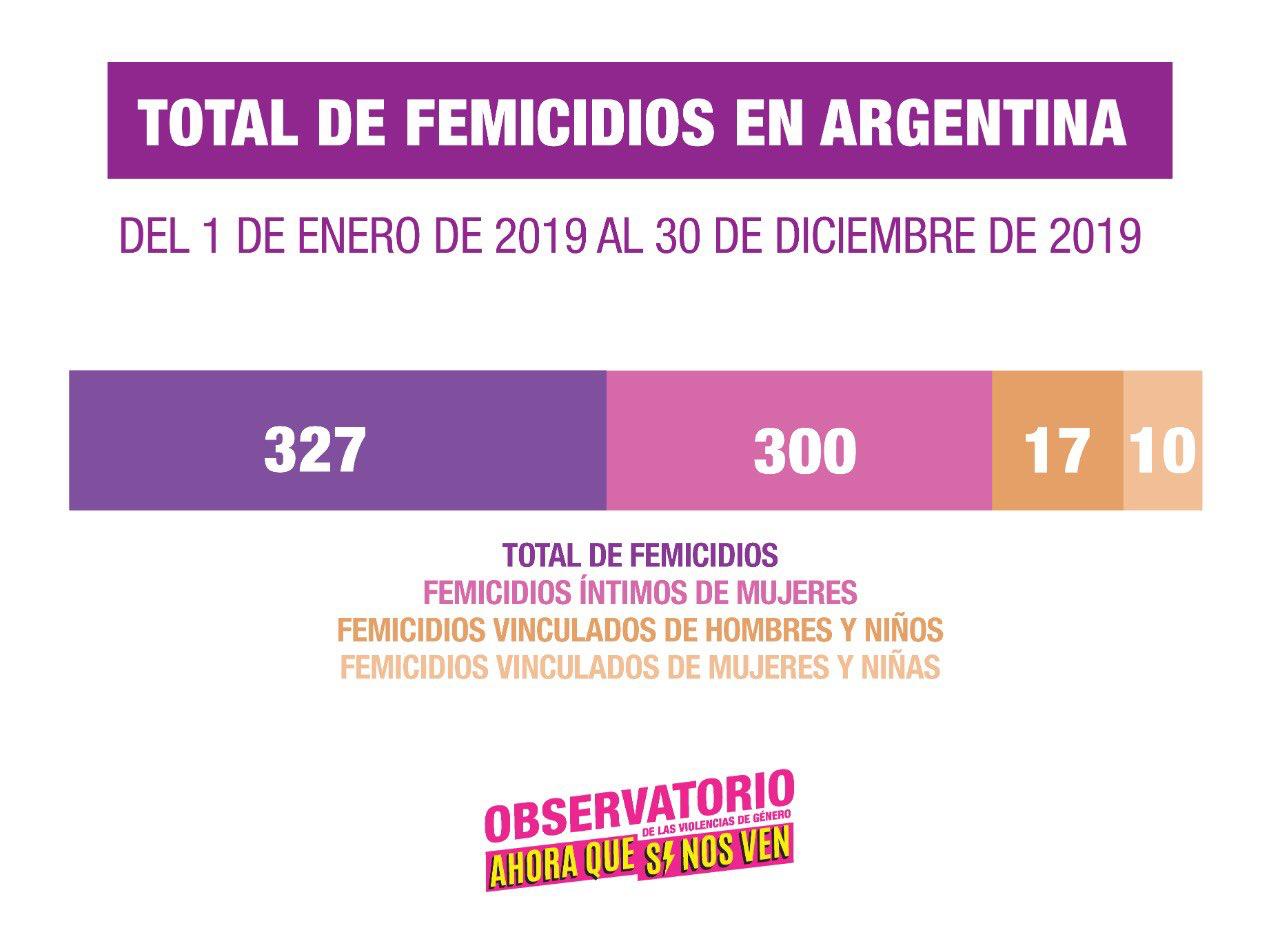 TOTAL DE FEMICIDIOS EN ARGENTINA
DEL 1 DE ENERO DE 2019 AL 30 DE DICIEMBRE DE 2019
327 300 17 10
TOTAL DE FEMICIDIOS
FEMICIDIOS ÍNTIMOS DE MUJERES
FEMICIDIOS VINCULADOS DE HOMBRES Y NIÑOS
FEMICIDIOS VINCULADOS DE MUJERES Y NIÑAS
OBSERVATORIO
DE LAS VIOLENCIAS DE GÉNERO
AHORA QUE SÍ NOS VEN